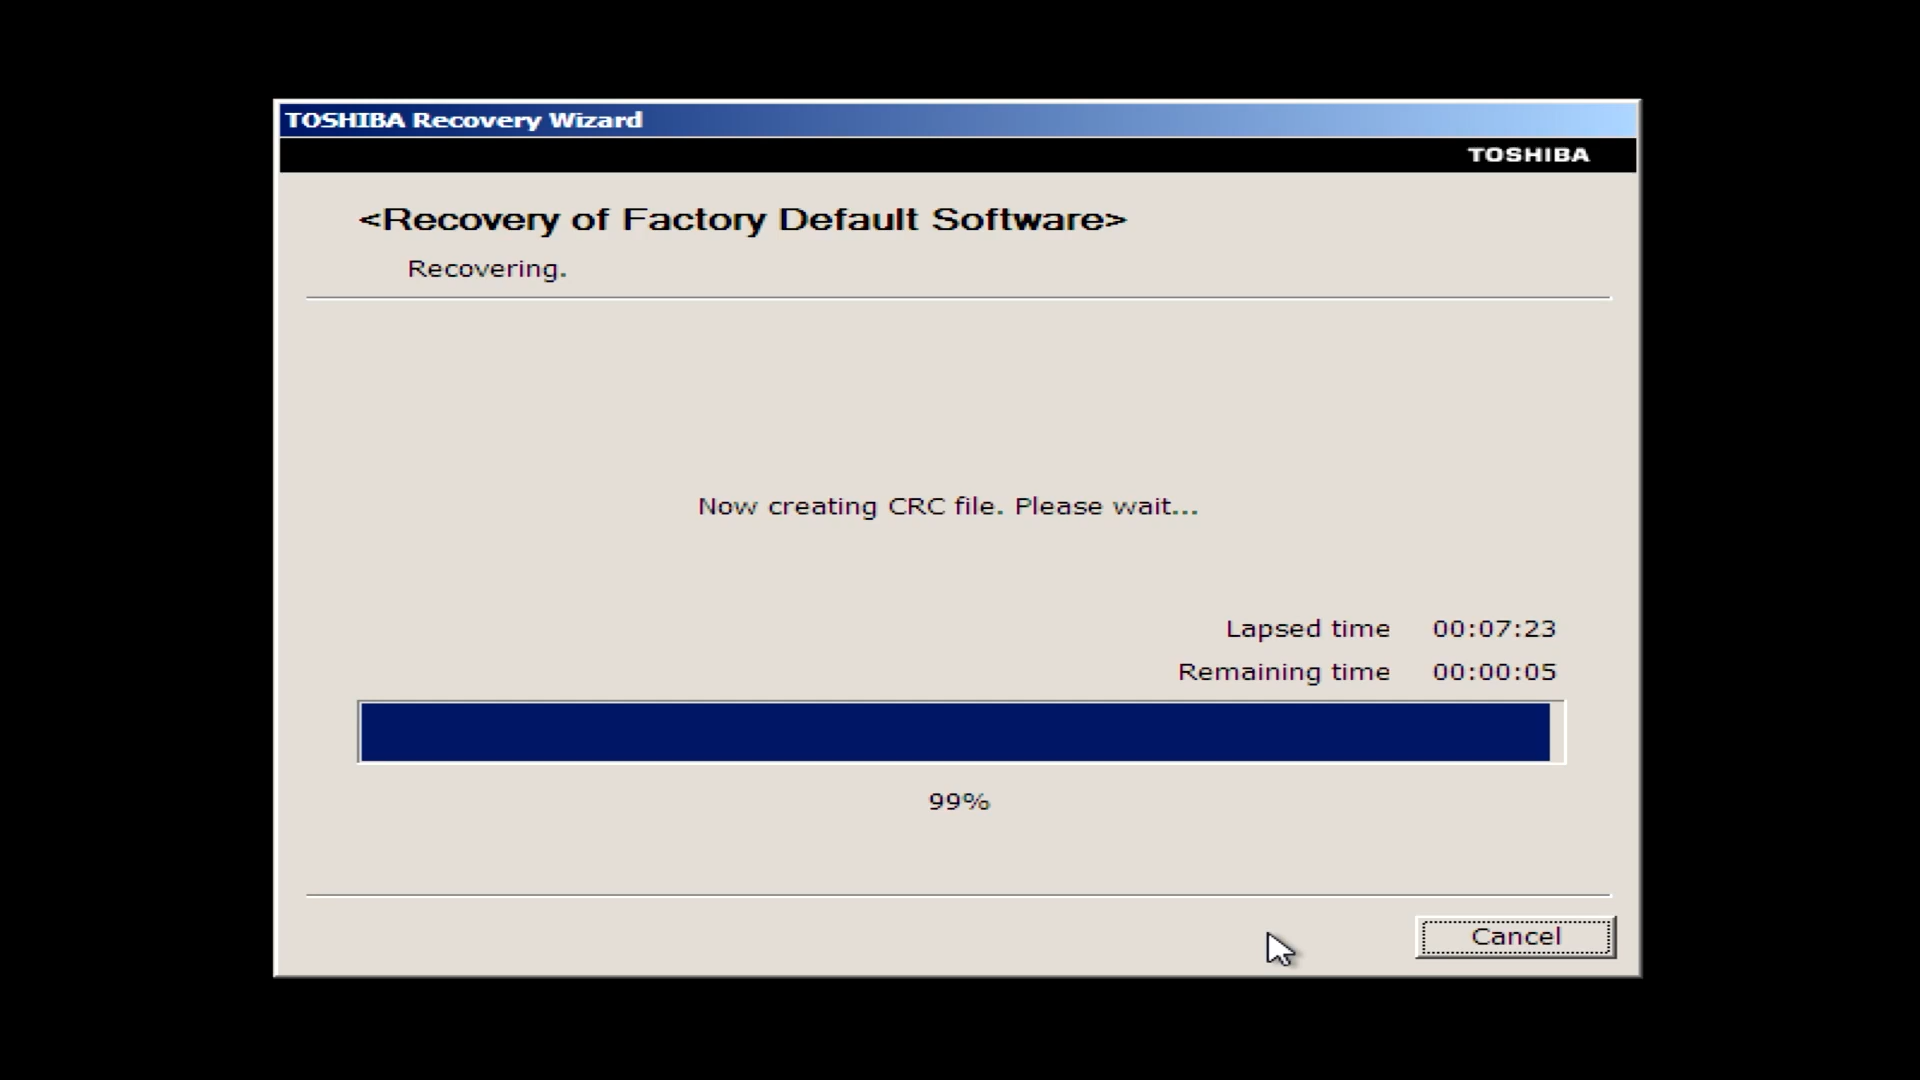 TOSHIBA Recovery Wizard
TOSHIBA
<Recovery of Factory Default Software>
Recovering.
Now creating CRC file. Please wait...
Lapsed time 00:07:23
Remaining time 00:00:05
99%
Cancel